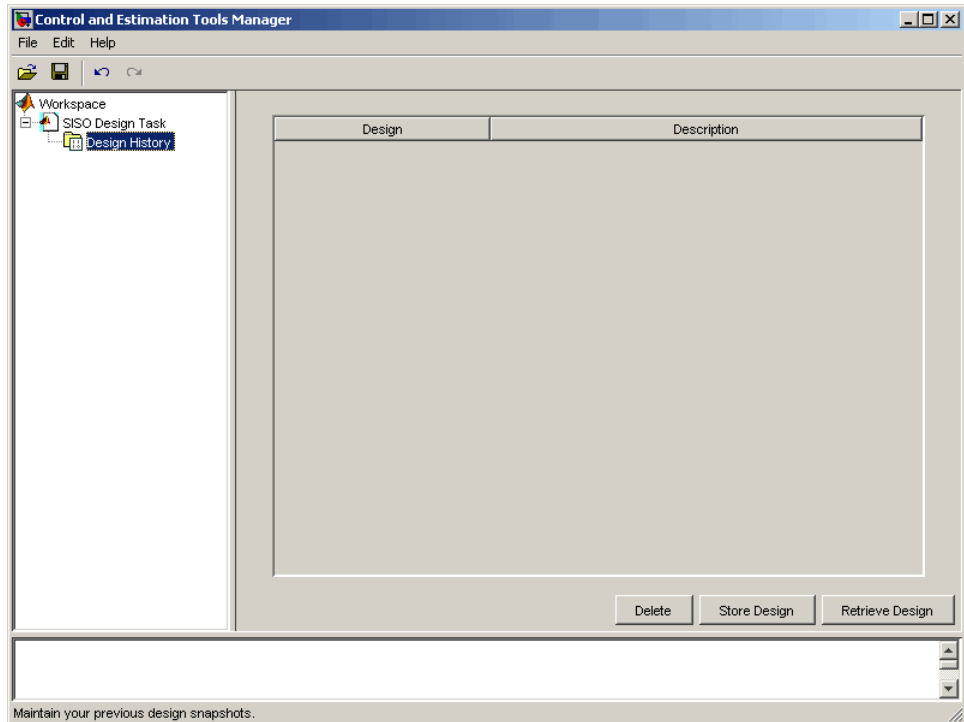 Control and Estimation Tools Manager
File Edit Help
Workspace
SISO Design Task
Design History
Design Description
Delete Store Design Retrieve Design
Maintain your previous design snapshots.